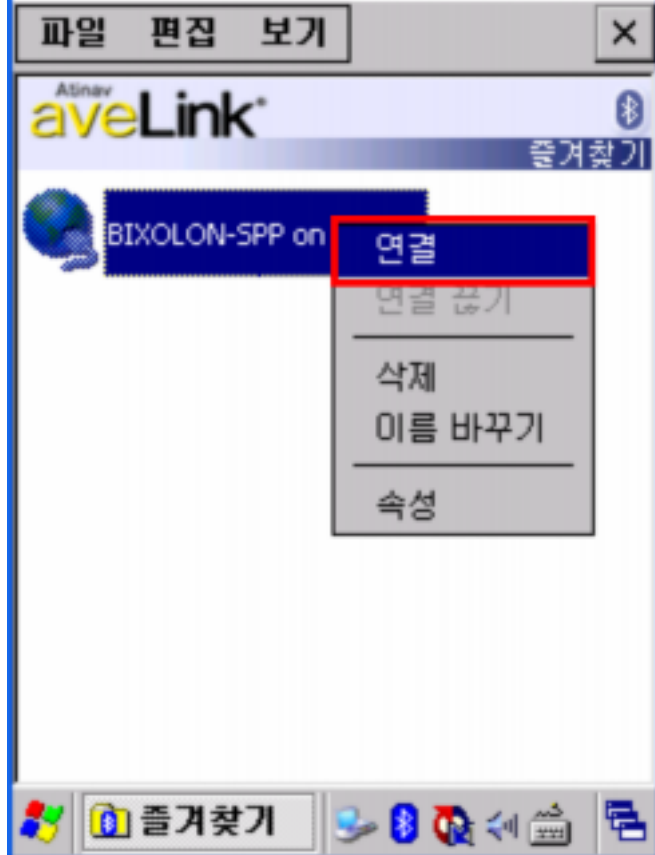 파일 편집 보기
Atinav
aveLink
즐겨찾기
BIXOLON-SPP on
연결
연결 끊기
삭제
이름 바꾸기
속성
즐겨찾기